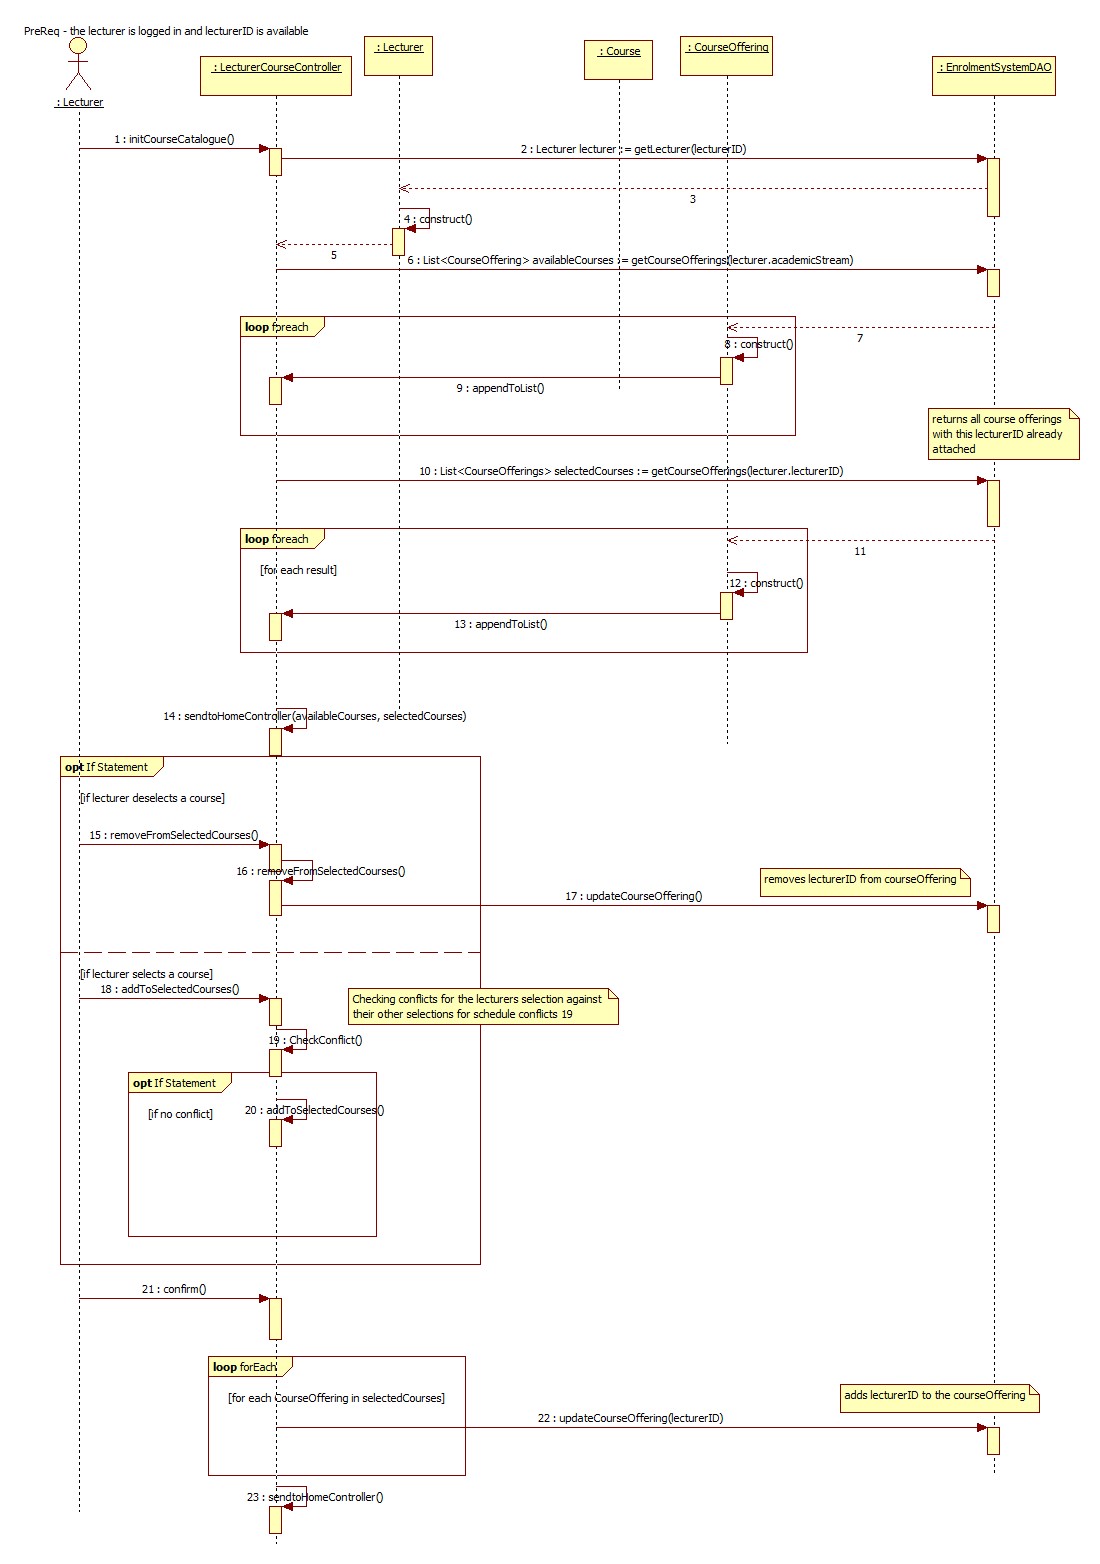 PreReq - the lecturer is logged in and lecturerID is available
: Lecturer
: LecturerCourseController
: Lecturer
: Course
: CourseOffering
: EnrolmentSystemDAO
1 : initCourseCatalogue()
2 : Lecturer lecturer := getLecturer(lecturerID)
3
4 : construct()
5
6 : List<CourseOffering> availableCourses := getCourseOfferings(lecturer.academicStream)
loop foreach
7
8 : construct()
9 : appendToList()
returns all course offerings
with this lecturerID already
attached
10 : List<CourseOfferings> selectedCourses := getCourseOfferings(lecturer.lecturerID)
loop foreach
11
[for each result]
12 : construct()
13 : appendToList()
14 : sendtoHomeController(availableCourses, selectedCourses)
opt If Statement
[if lecturer deselects a course]
15 : removeFromSelectedCourses()
16 : removeFromSelectedCourses()
removes lecturerID from courseOffering
17 : updateCourseOffering()
[if lecturer selects a course]
18 : addToSelectedCourses()
Checking conflicts for the lecturers selection against
their other selections for schedule conflicts 19
19 : CheckConflict()
opt If Statement
[if no conflict]
20 : addToSelectedCourses()
21 : confirm()
loop forEach
[for each CourseOffering in selectedCourses]
adds lecturerID to the courseOffering
22 : updateCourseOffering(lecturerID)
23 : sendtoHomeController()